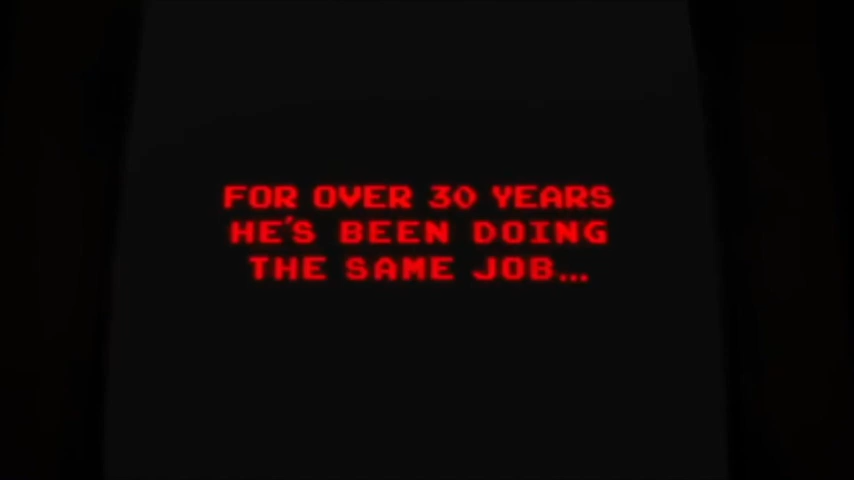 FOR OVER 30 YEARS
HE'S BEEN DOING
THE SAME JOB...